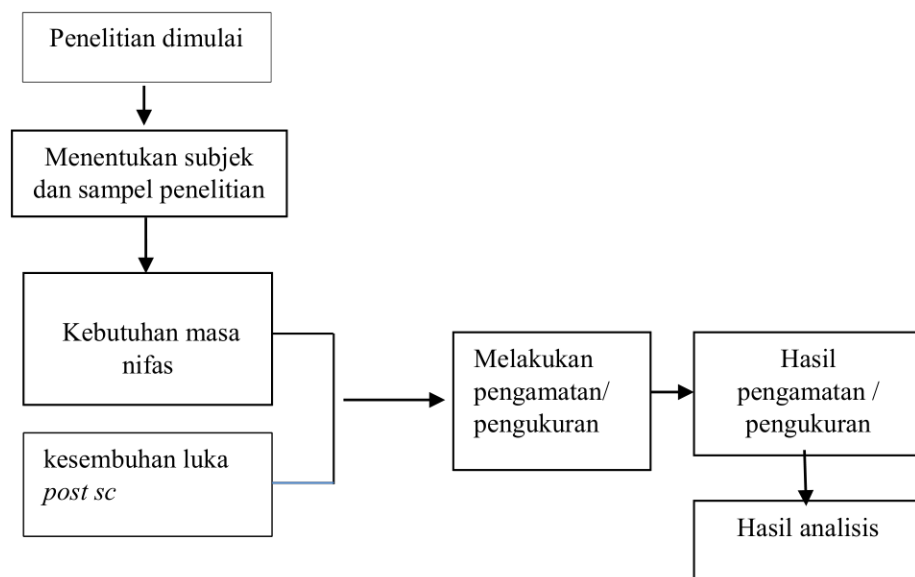 Penelitian dimulai
Menentukan subjek
dan sampel penelitian
Kebutuhan masa
nifas
kesembuhan luka
post sc
Melakukan
pengamatan/
pengukuran
Hasil
pengamatan /
pengukuran
Hasil analisis